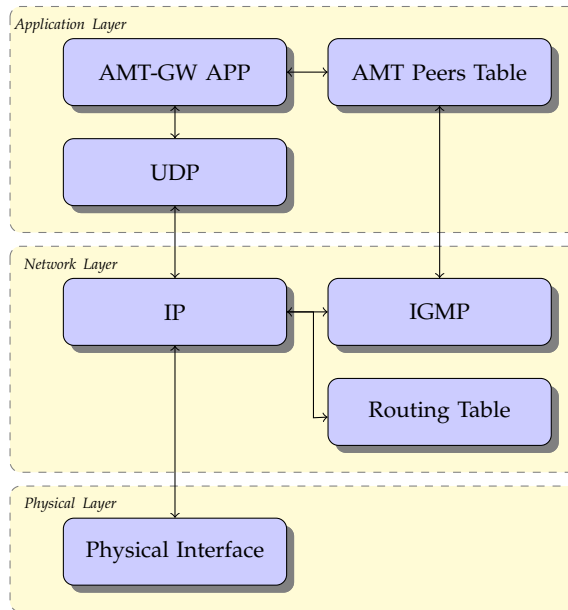 Application Layer
AMT-GW APP
AMT Peers Table
UDP
Network Layer
IP
IGMP
Routing Table
Physical Layer
Physical Interface